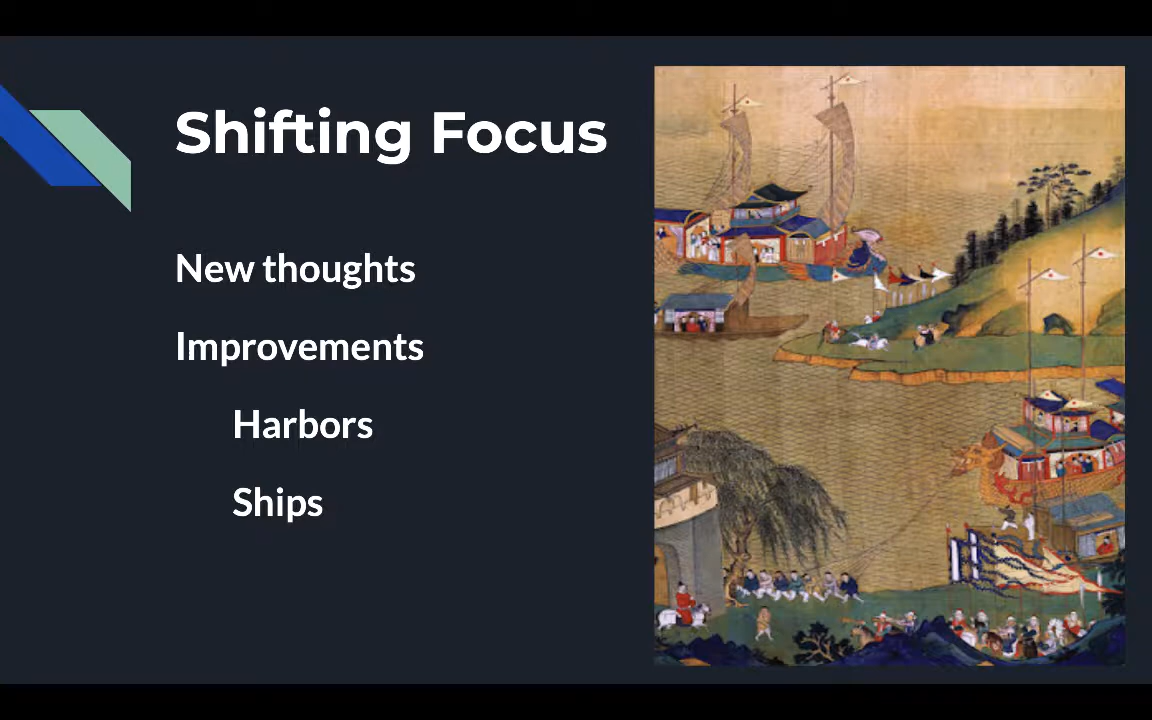 Shifting Focus
New thoughts
Improvements
Harbors
Ships